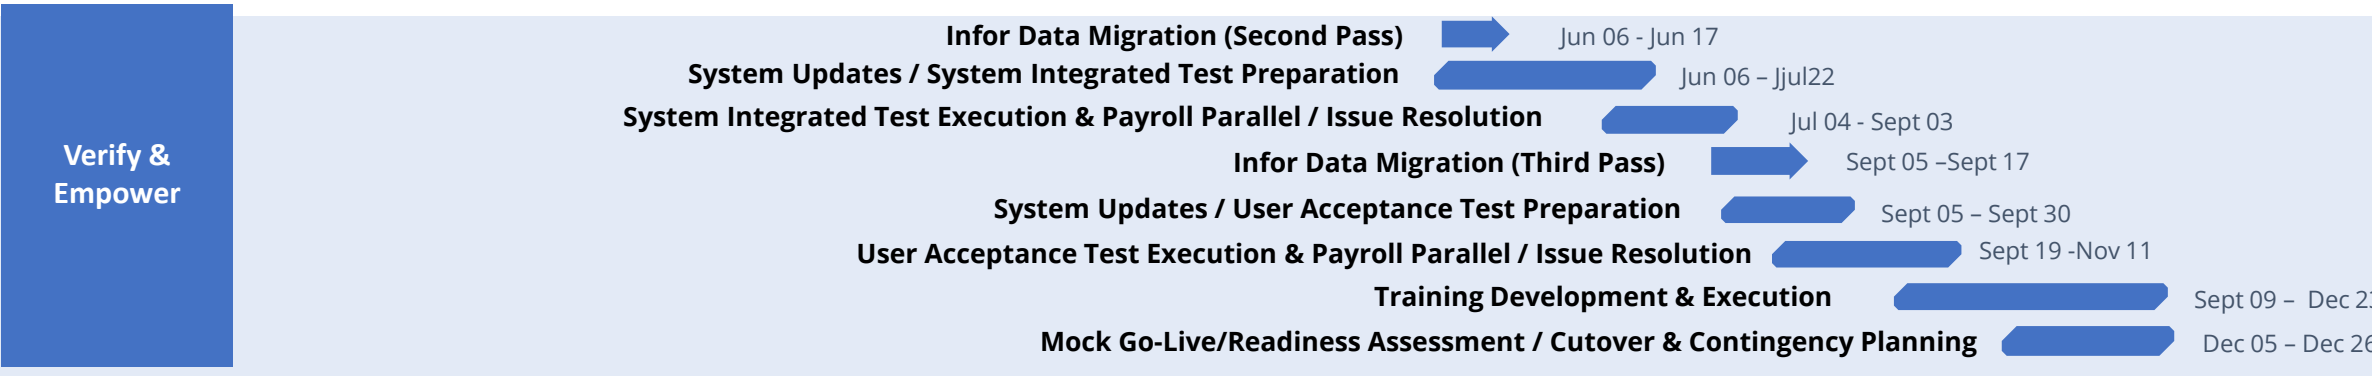 Verify &
Empower
Infor Data Migration (Second Pass) Jun 06 - Jun 17
System Updates / System Integrated Test Preparation Jun 06 – Jjul22
System Integrated Test Execution & Payroll Parallel / Issue Resolution Jul 04 - Sept 03
Infor Data Migration (Third Pass) Sept 05 –Sept 17
System Updates / User Acceptance Test Preparation Sept 05 – Sept 30
User Acceptance Test Execution & Payroll Parallel / Issue Resolution Sept 19 -Nov 11
Training Development & Execution Sept 09 – Dec 23
Mock Go-Live/Readiness Assessment / Cutover & Contingency Planning Dec 05 – Dec 26